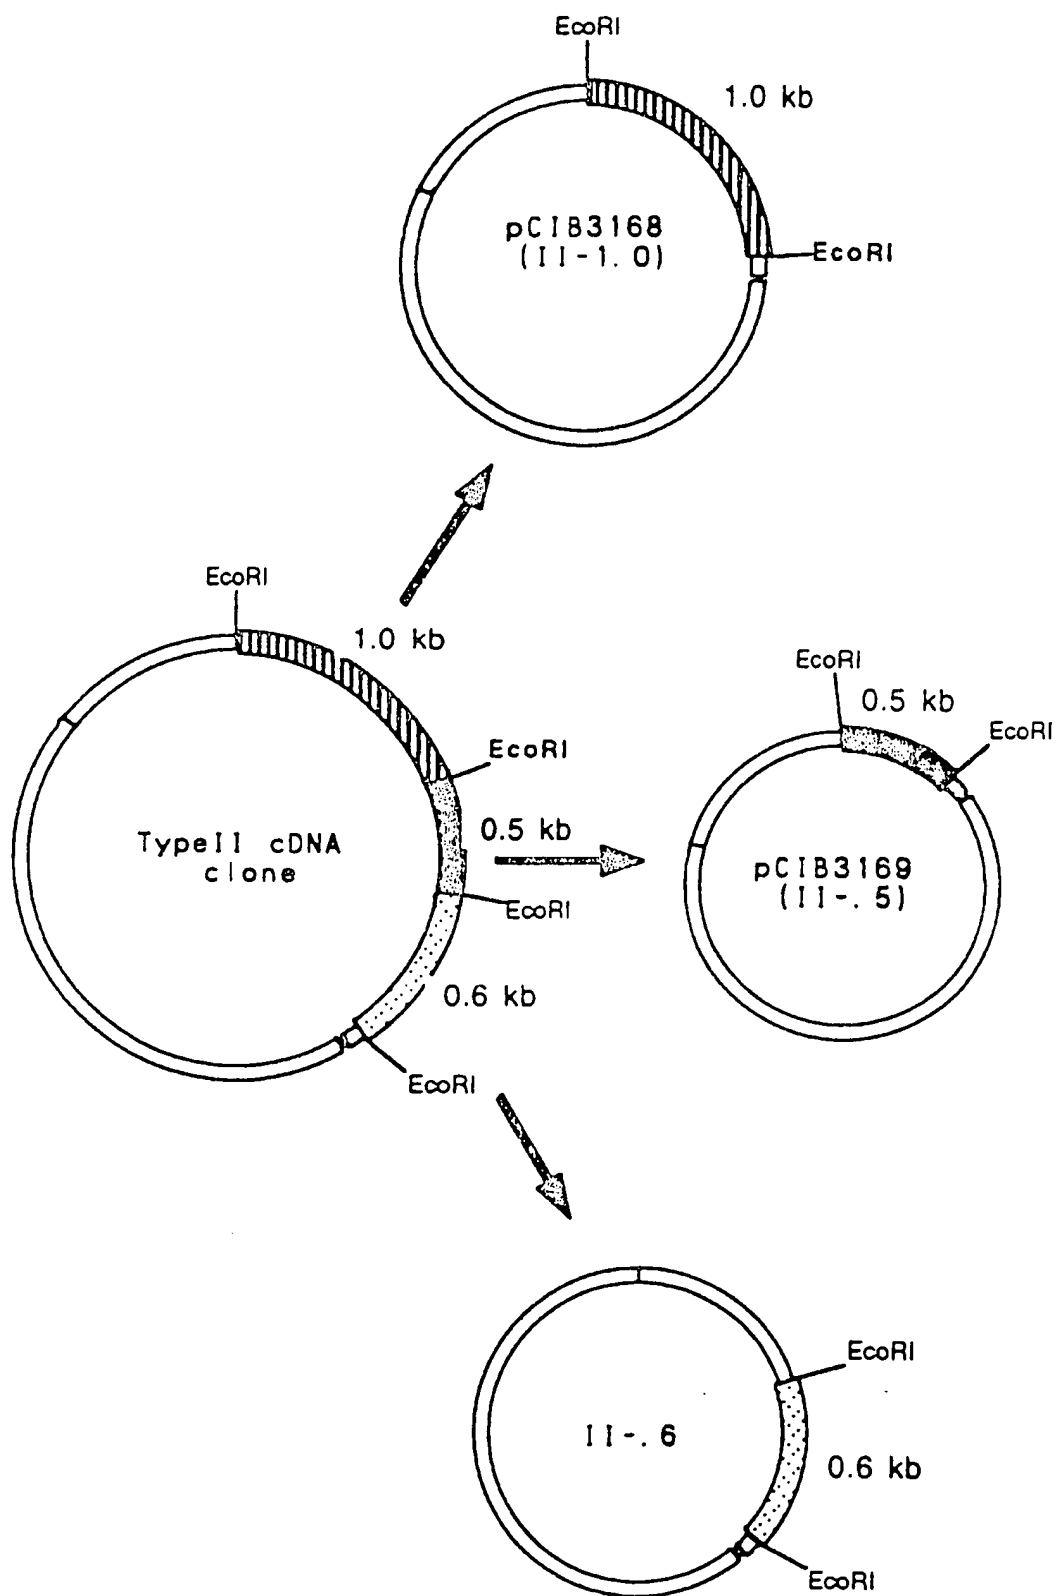 EcoRI
1.0 kb
pCIB3168
(II-1.0)
EcoRI
EcoRI
1.0 kb
EcoRI
0.5 kb
EcoRI
EcoRI
0.5 kb
TypeII cDNA
clone
pCIB3169
(II-.5)
EcoRI
0.6 kb
EcoRI
EcoRI
II-.6
0.6 kb
EcoRI